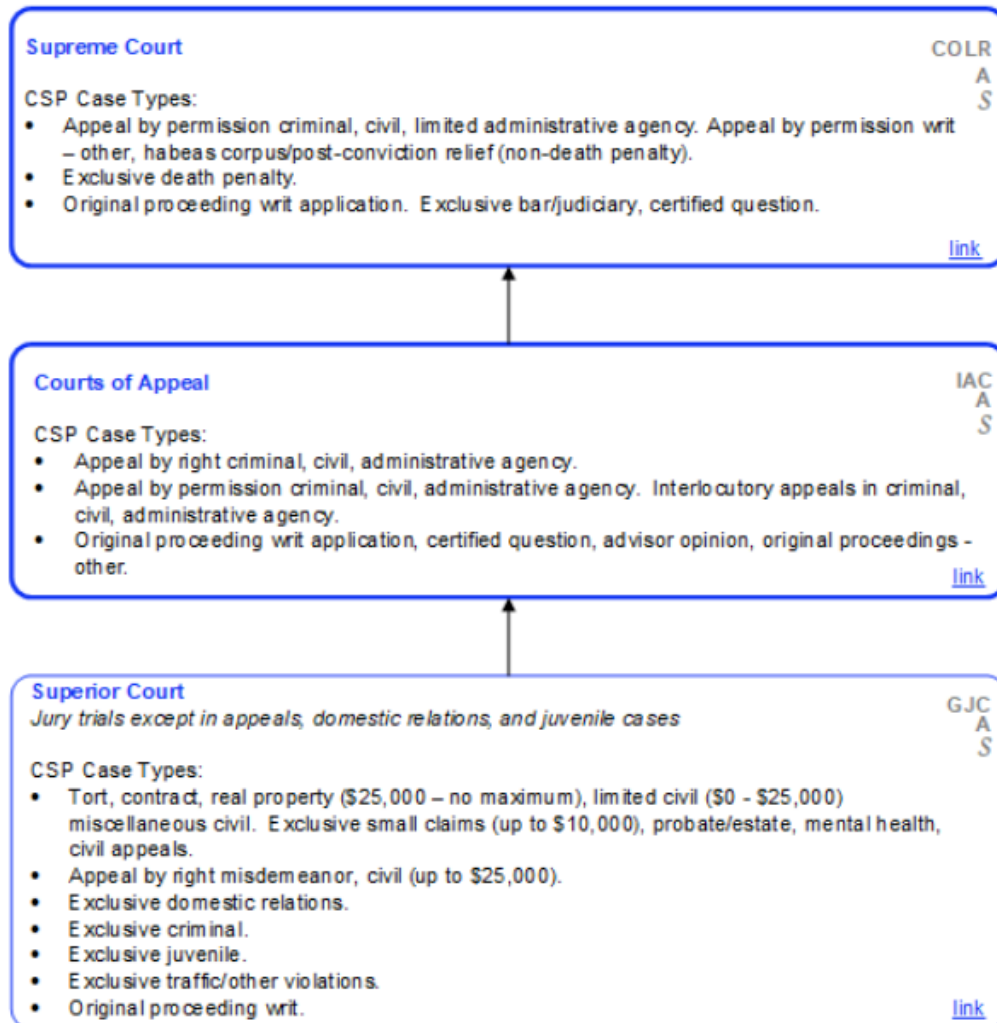 Supreme Court
COLR
A
S
CSP Case Types:
• Appeal by permission criminal, civil, limited administrative agency. Appeal by permission writ
– other, habeas corpus/post-conviction relief (non-death penalty).
• Exclusive death penalty.
• Original proceeding writ application. Exclusive bar/judiciary, certified question.
link
Courts of Appeal
IAC
A
S
CSP Case Types:
• Appeal by right criminal, civil, administrative agency.
• Appeal by permission criminal, civil, administrative agency. Interlocutory appeals in criminal,
civil, administrative agency.
• Original proceeding writ application, certified question, advisor opinion, original proceedings -
other.
link
Superior Court
Jury trials except in appeals, domestic relations, and juvenile cases
GJC
A
S
CSP Case Types:
• Tort, contract, real property ($25,000 – no maximum), limited civil ($0 - $25,000)
miscellaneous civil. Exclusive small claims (up to $10,000), probate/estate, mental health,
civil appeals.
• Appeal by right misdemeanor, civil (up to $25,000).
• Exclusive domestic relations.
• Exclusive criminal.
• Exclusive juvenile.
• Exclusive traffic/other violations.
• Original proceeding writ.
link